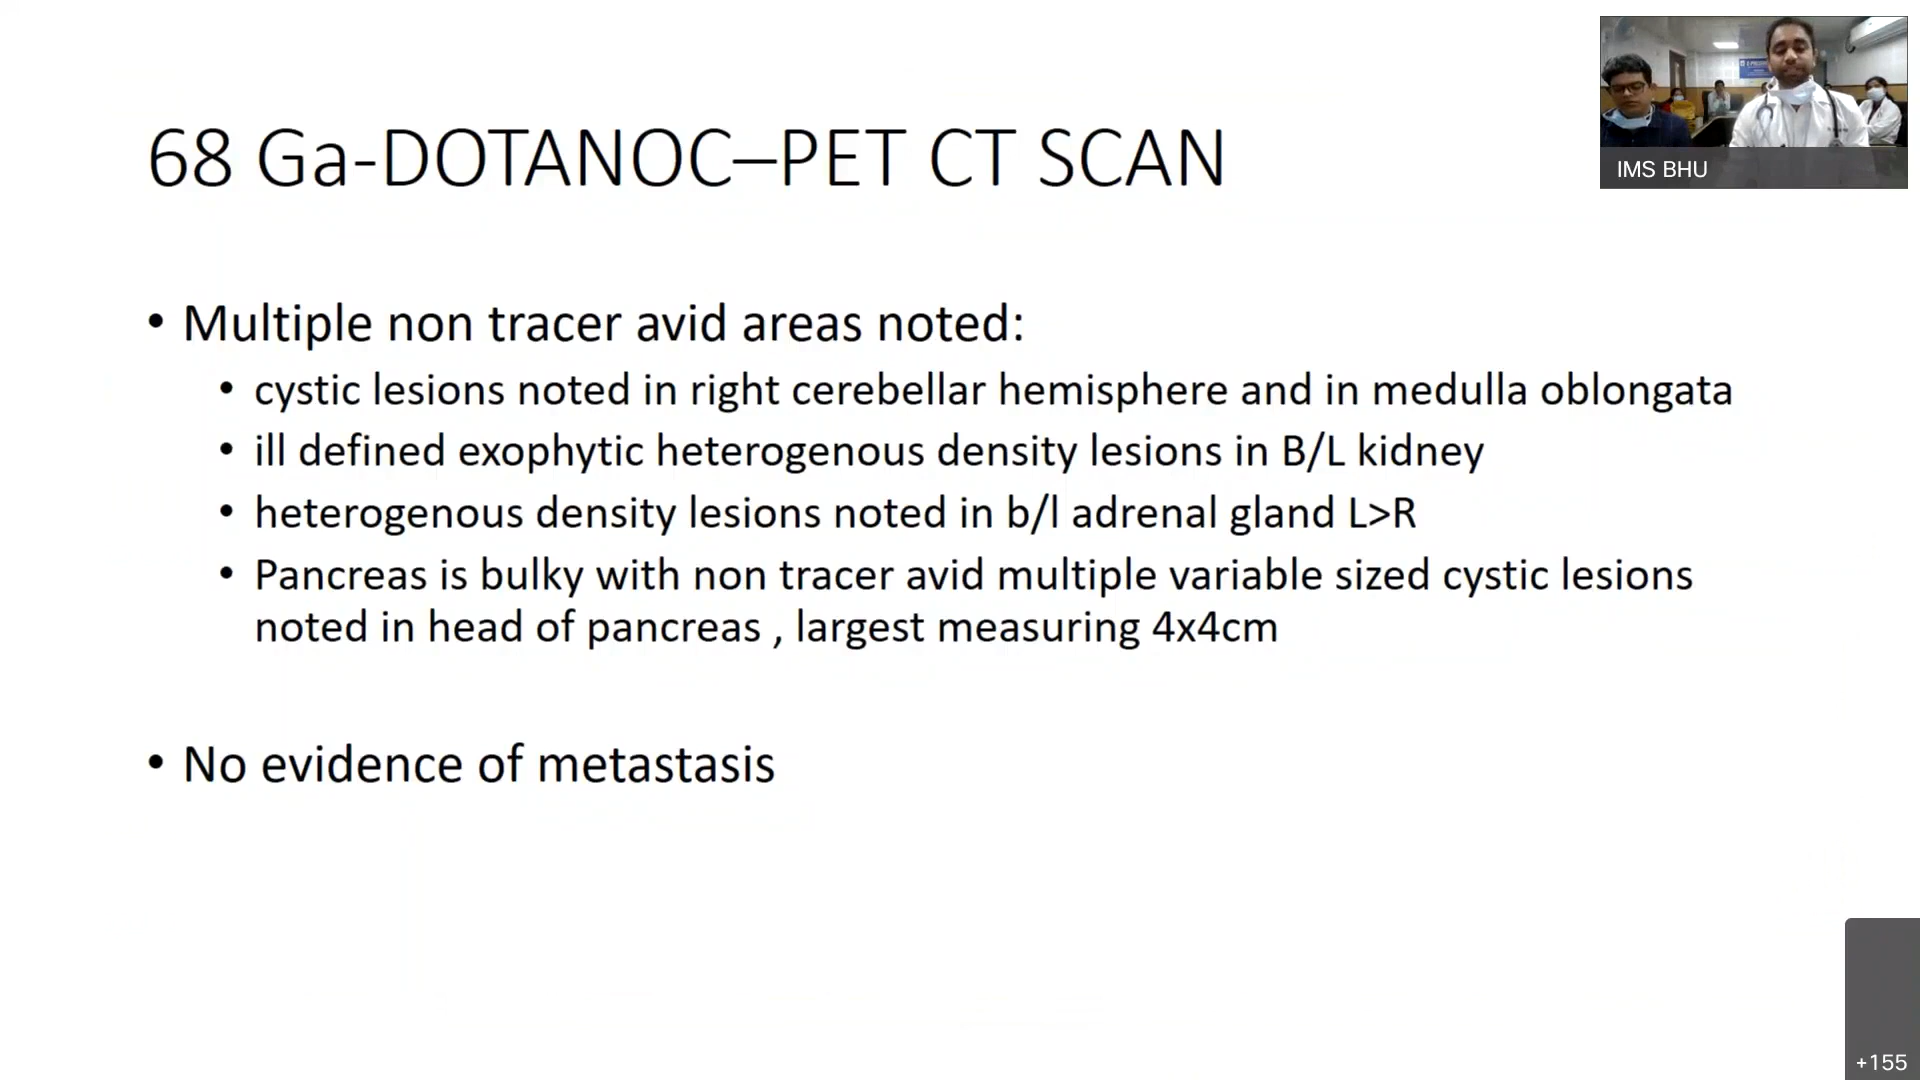 68 Ga-DOTANOC–PET CT SCAN
IMS BHU
• Multiple non tracer avid areas noted:
• cystic lesions noted in right cerebellar hemisphere and in medulla oblongata
• ill defined exophytic heterogenous density lesions in B/L kidney
• heterogenous density lesions noted in b/l adrenal gland L>R
• Pancreas is bulky with non tracer avid multiple variable sized cystic lesions
noted in head of pancreas , largest measuring 4x4cm
• No evidence of metastasis
+155